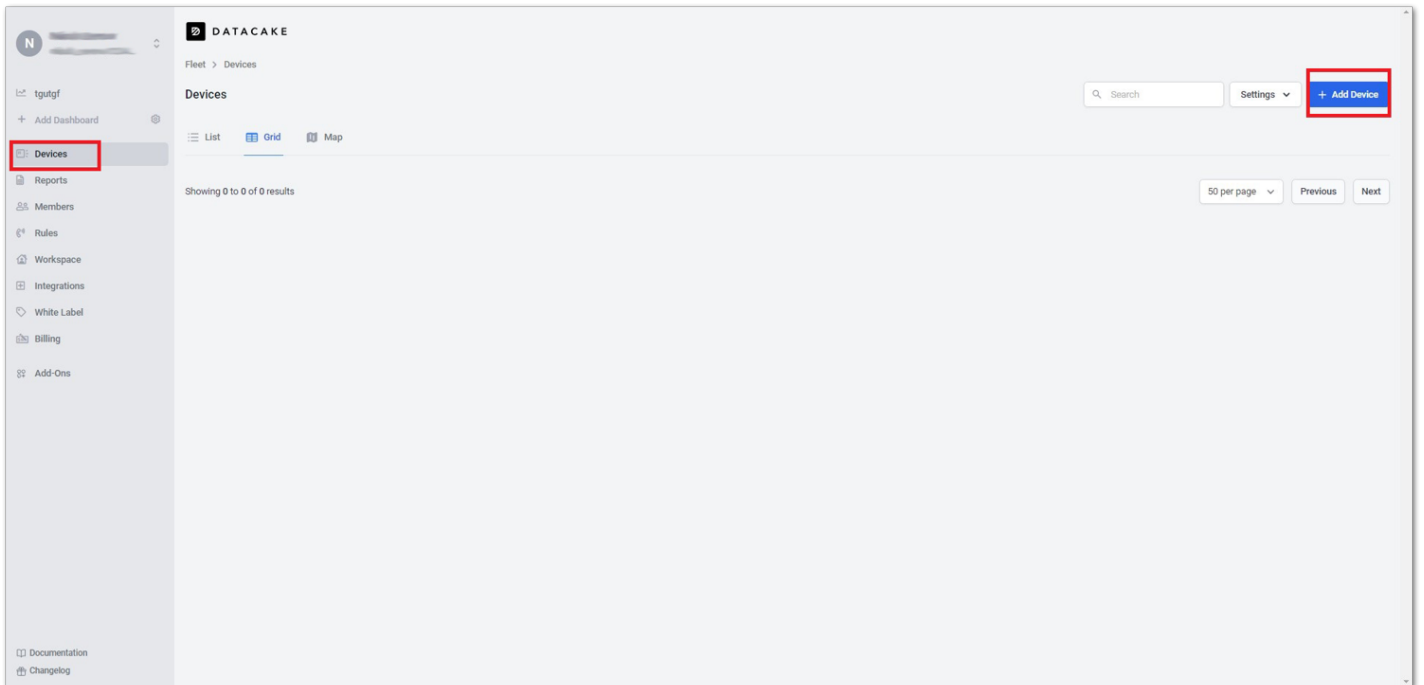 N
DATACAKE
Fleet > Devices
Devices
Search
Settings
+ Add Device
List
Grid
Map
Showing 0 to 0 of 0 results
50 per page
Previous
Next
tgutgf
+ Add Dashboard
Devices
Reports
Members
Rules
Workspace
Integrations
White Label
Billing
Add-Ons
Documentation
Changelog